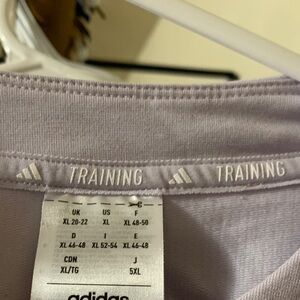 TRAINING TRAINING
UK US F
XL 20-22 XL XL 48-50
D I E
XL 46-48 XL 52-54 XL 46-48
CDN J
XL/TG 5XL
adidas